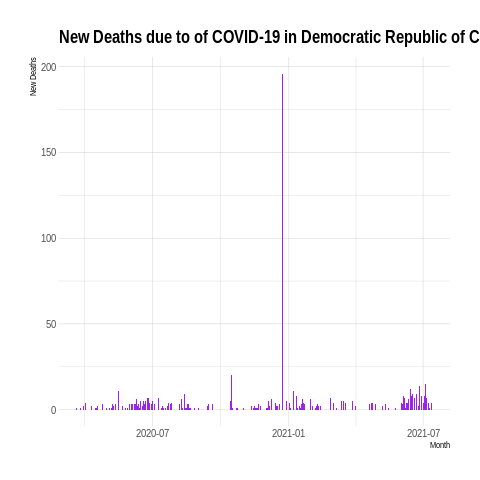 New Deaths due to of COVID-19 in Democratic Republic of C
New Deaths
200
150
100
50
0
2020-07
2021-01
2021-07
Month